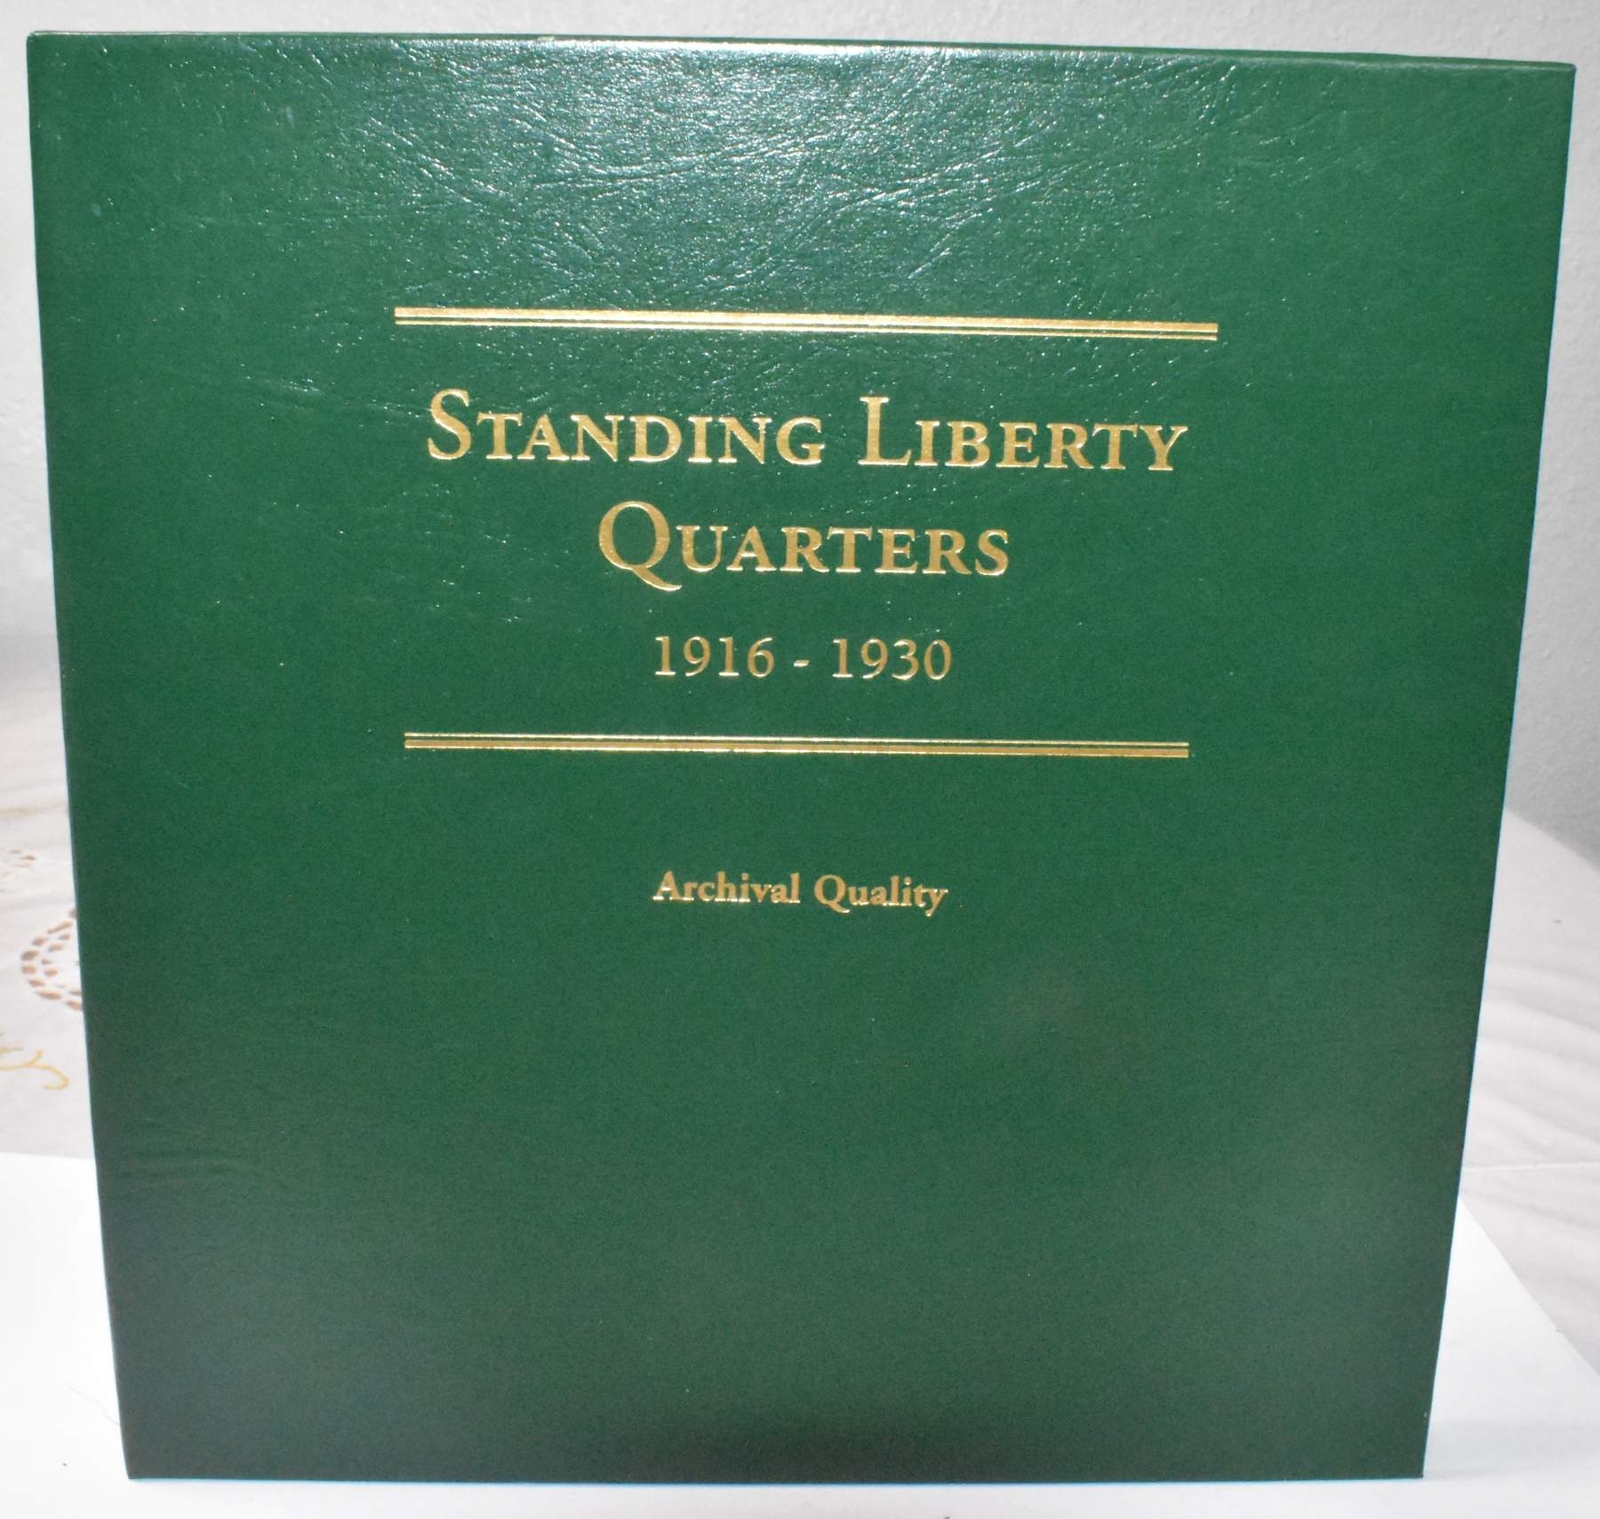 Standing Liberty
Quarters
1916 - 1930
Archival Quality